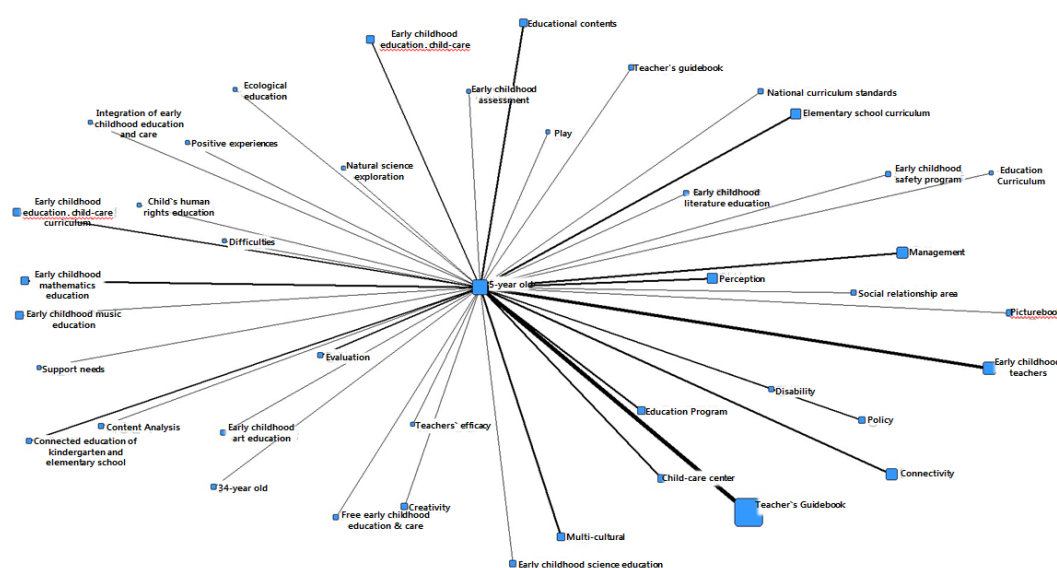 Educational contents
Early childhood
education.child-care
Teacher's guidebook
Ecological
education
Early childhood
assessment
National curriculum standards
Elementary school curriculum
Integration of early
childhood education
and care
Positive experiences
Play
Natural science
exploration
Early childhood
safety program
Education
Curriculum
Early childhood
literature education
Early childhood
education.child-care
curriculum
Child`s human
rights education
Difficulties
Management
Perception
5-year old
Early childhood
mathematics
education
Social relationship area
Early childhood music
education
Picturebook
Evaluation
Support needs
Early childhood
teachers
Disability
Education Program
Policy
Content Analysis
Early childhood
art education
Teachers` efficacy
Connected education of
kindergarten and
elementary school
Child-care center
Connectivity
34-year old
Creativity
Teacher`s Guidebook
Free early childhood
education & care
Multi-cultural
Early childhood science education